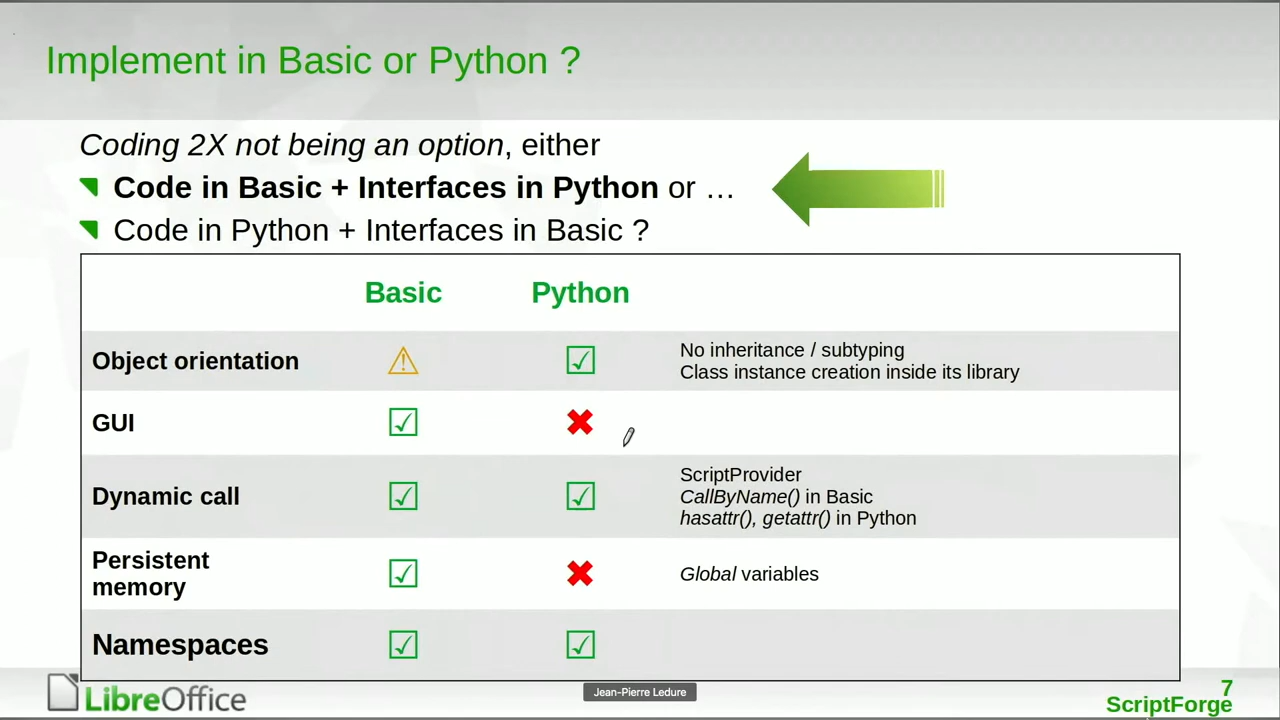 Implement in Basic or Python ?
Coding 2X not being an option, either
Code in Basic + Interfaces in Python or …
Code in Python + Interfaces in Basic ?
Basic Python
Object orientation
No inheritance / subtyping
Class instance creation inside its library
GUI
Dynamic call
ScriptProvider
CallByName() in Basic
hasattr(), getattr() in Python
Persistent
memory
Global variables
Namespaces
LibreOffice
Jean-Pierre Ledure
7
ScriptForge